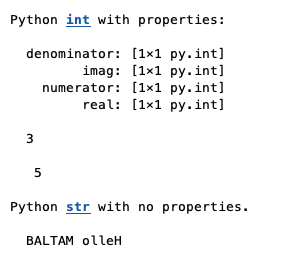 Python int with properties:
denominator: [1×1 py.int]
imag: [1×1 py.int]
numerator: [1×1 py.int]
real: [1×1 py.int]
3
5
Python str with no properties.
BALTAM olleH